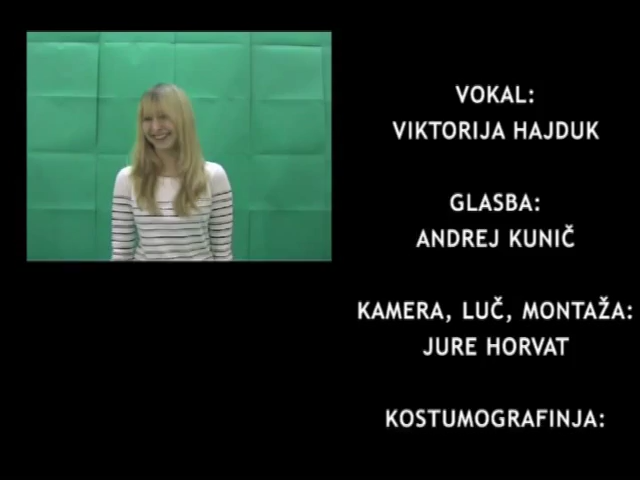 VOKAL:
VIKTORIJA HAJDUK
GLASBA:
ANDREJ KUNIČ
KAMERA, LUČ, MONTAŽA:
JURE HORVAT
KOSTUMOGRAFINJA: